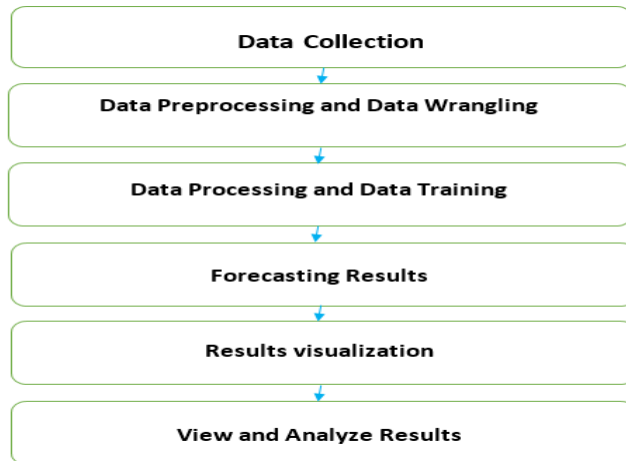 Data Collection
Data Preprocessing and Data Wrangling
Data Processing and Data Training
Forecasting Results
Results visualization
View and Analyze Results